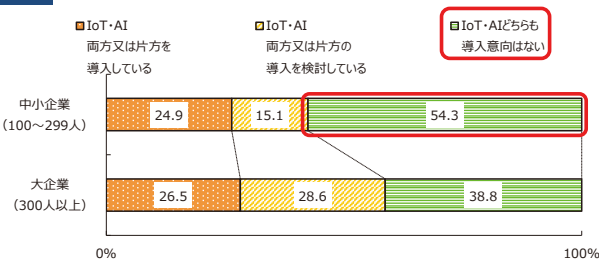 IoT・AI
両方又は片方を
導入している
IoT・AI
両方又は片方の
導入を検討している
IoT・AIどちらも
導入意向はない
中小企業
(100～299人)
24.9
15.1
54.3
大企業
(300人以上)
26.5
28.6
38.8
0%
100%